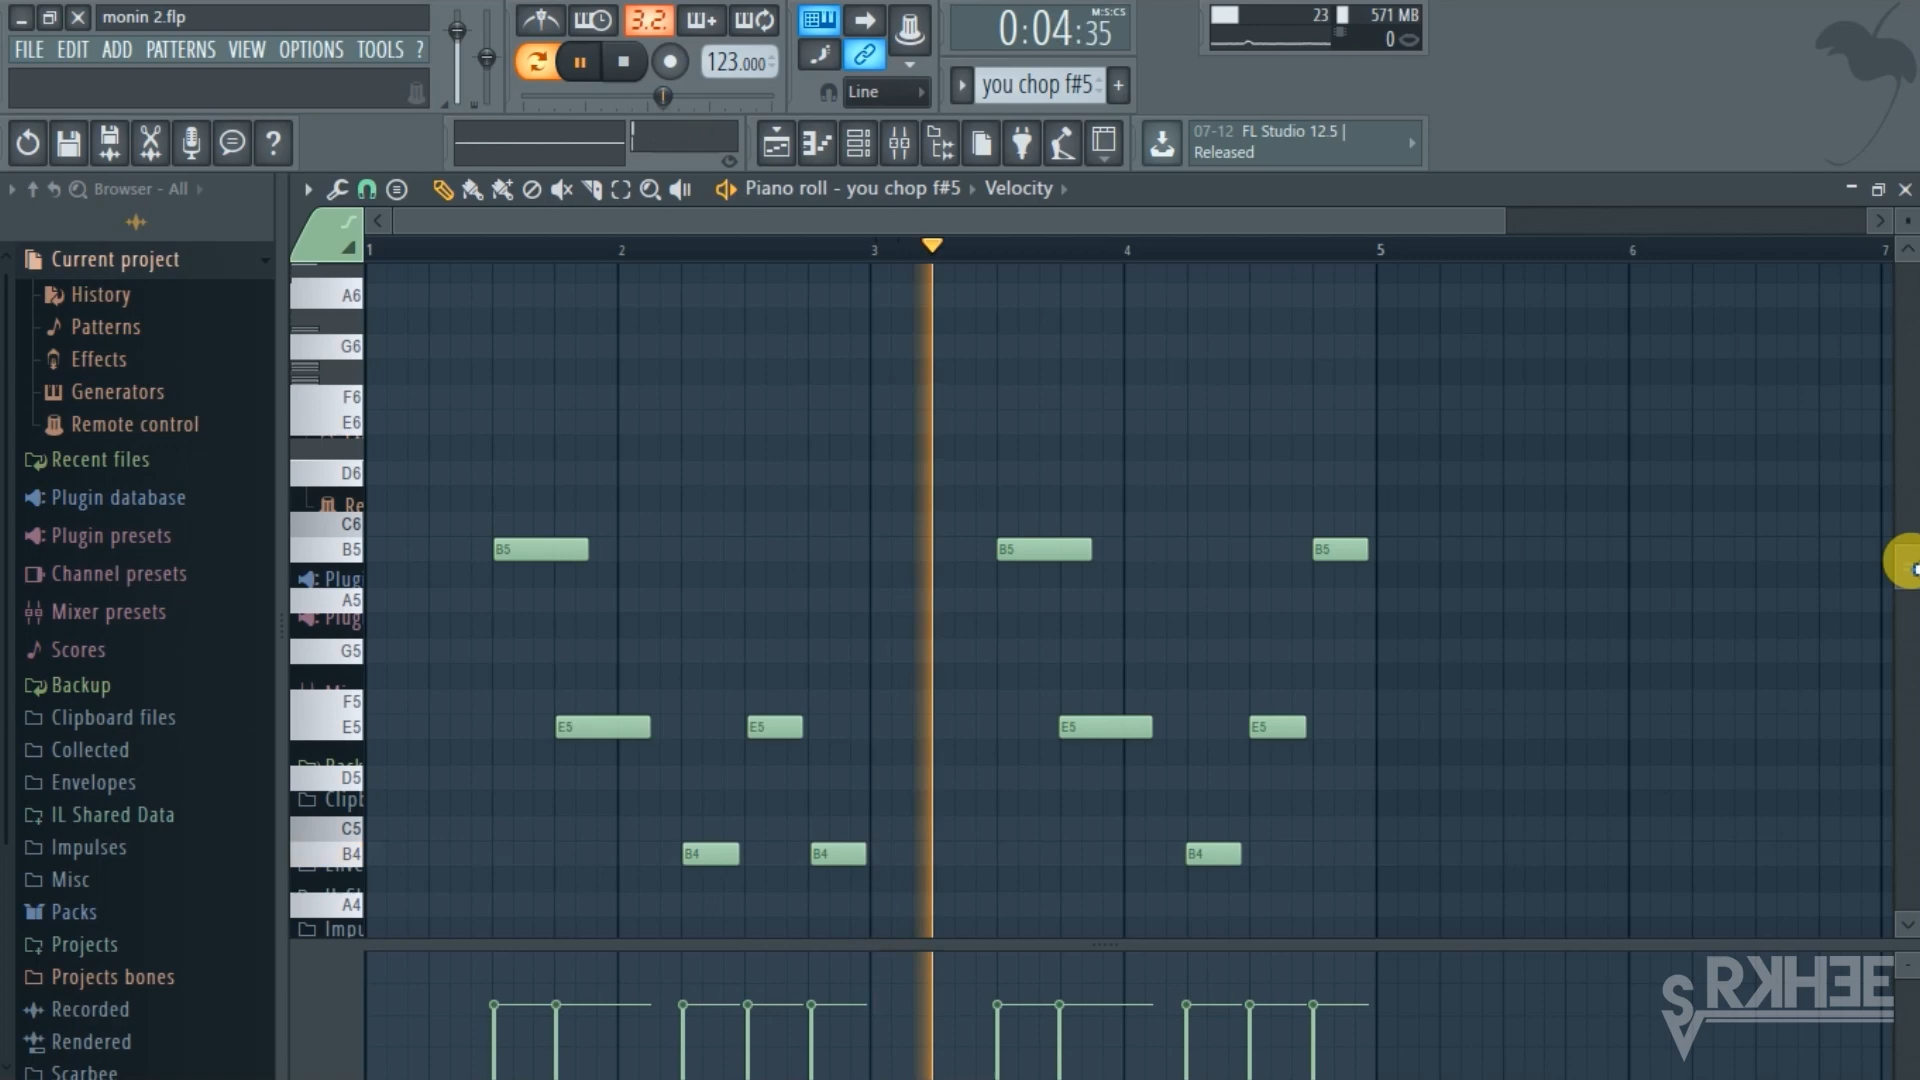 monin 2.flp
FILE EDIT ADD PATTERNS VIEW OPTIONS TOOLS ?
3.2.
123.000
Line
0:04:35
M:S:CS
you chop f#5
+
23
571 MB
0
?
07-12 FL Studio 12.5 |
Released
Browser - All
Piano roll - you chop f#5
Velocity
1 2 3 4 5 6 7
Current project
History
Patterns
Effects
Generators
Remote control
Recent files
Plugin database
Plugin presets
Channel presets
Mixer presets
Scores
Backup
Clipboard files
Collected
Envelopes
IL Shared Data
Impulses
Misc
Packs
Projects
Projects bones
Recorded
Rendered
Scarbee
A6
G6
F6
E6
D6
Re
C6
B5
Plugi
A5
Plug
G5
F5
E5
D5
Clipt
C5
B4
A4
Impu
B5 B5 B5
E5 E5 E5 E5
B4 B4 B4